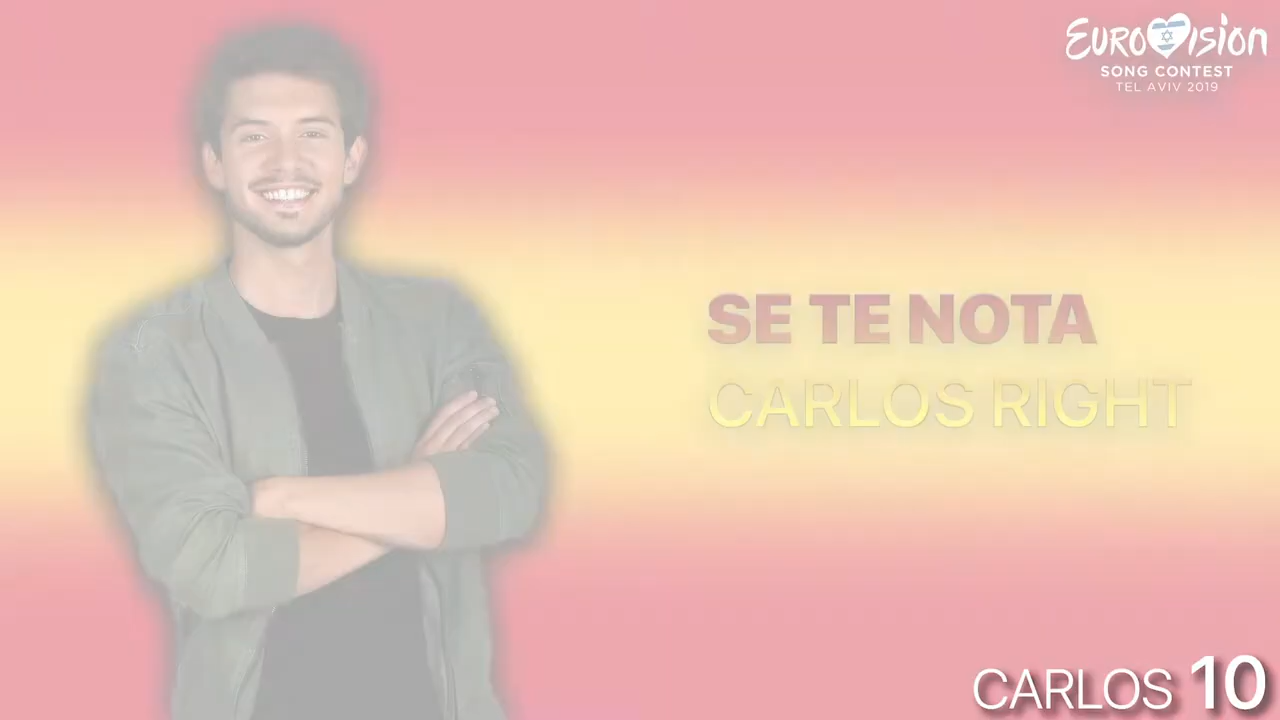 EUROVISION
SONG CONTEST
TEL AVIV 2019
SE TE NOTA
CARLOS RIGHT
CARLOS 10